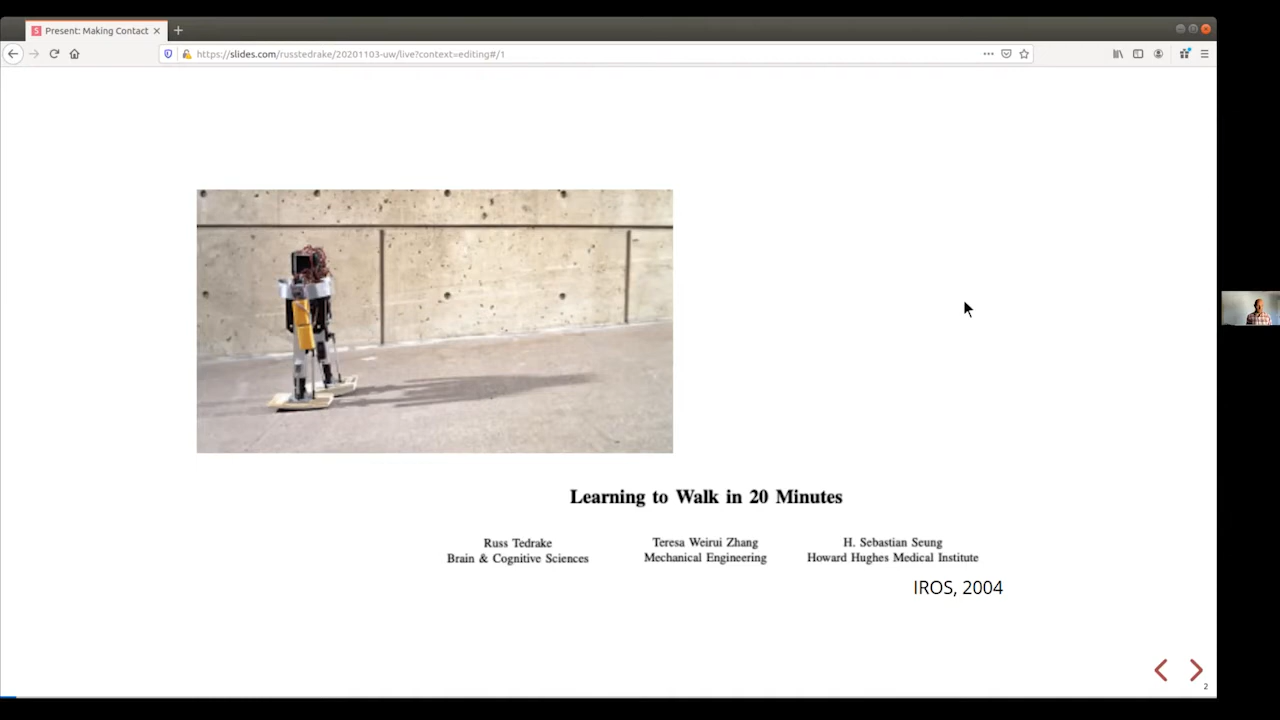 Present: Making Contact
https://slides.com/russtedrake/20201103-uw/live?context=editing#/1
Learning to Walk in 20 Minutes
Russ Tedrake
Brain & Cognitive Sciences
Teresa Weirui Zhang
Mechanical Engineering
H. Sebastian Seung
Howard Hughes Medical Institute
IROS, 2004
2